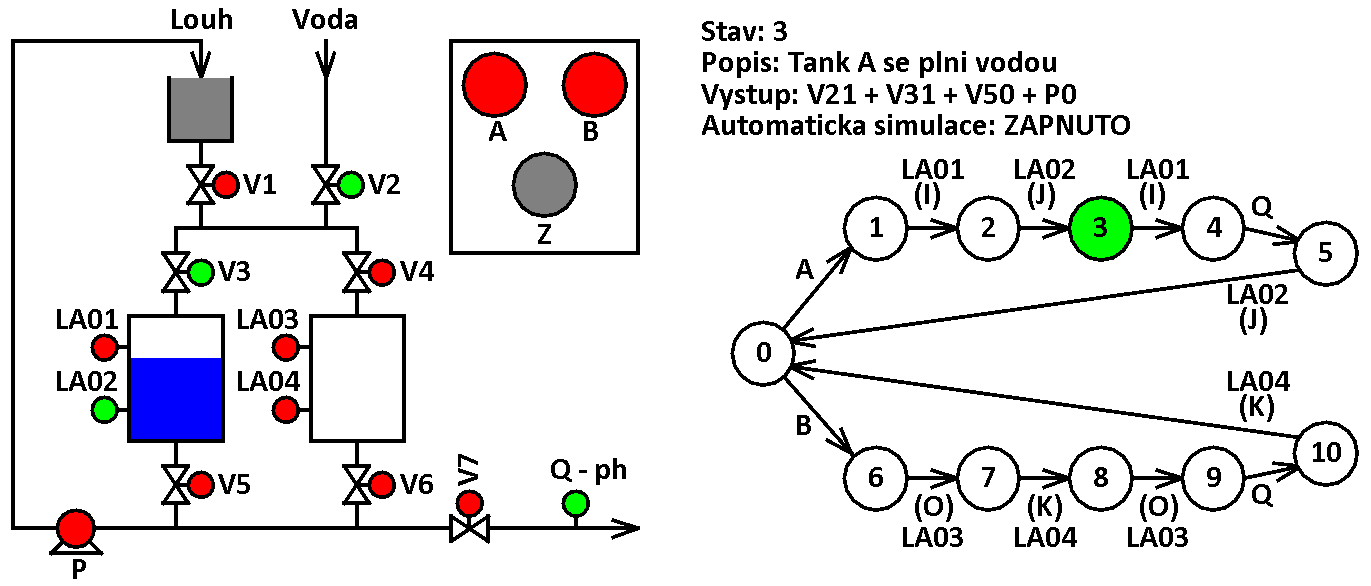 Louh
Voda
V1
V2
V3
V4
LA01
LA03
LA02
LA04
V5
V6
V7
Q - ph
P
A
B
Z
Stav: 3
Popis: Tank A se plni vodou
Vystup: V21 + V31 + V50 + P0
Automaticka simulace: ZAPNUTO
LA01
(I)
LA02
(J)
LA01
(I)
Q
1
2
3
4
5
A
LA02
(J)
0
LA04
(K)
B
6
7
8
9
10
(O)
LA03
(K)
LA04
(O)
LA03
Q